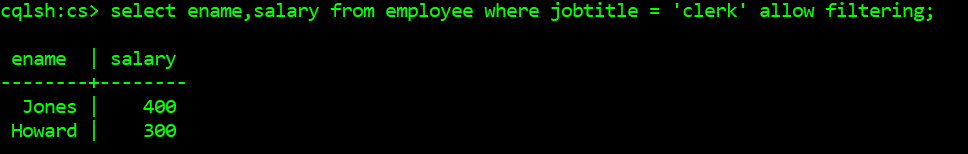 cqlsh:cs> select ename,salary from employee where jobtitle = 'clerk' allow filtering;
 ename  | salary
--------+--------
  Jones |    400
 Howard |    300